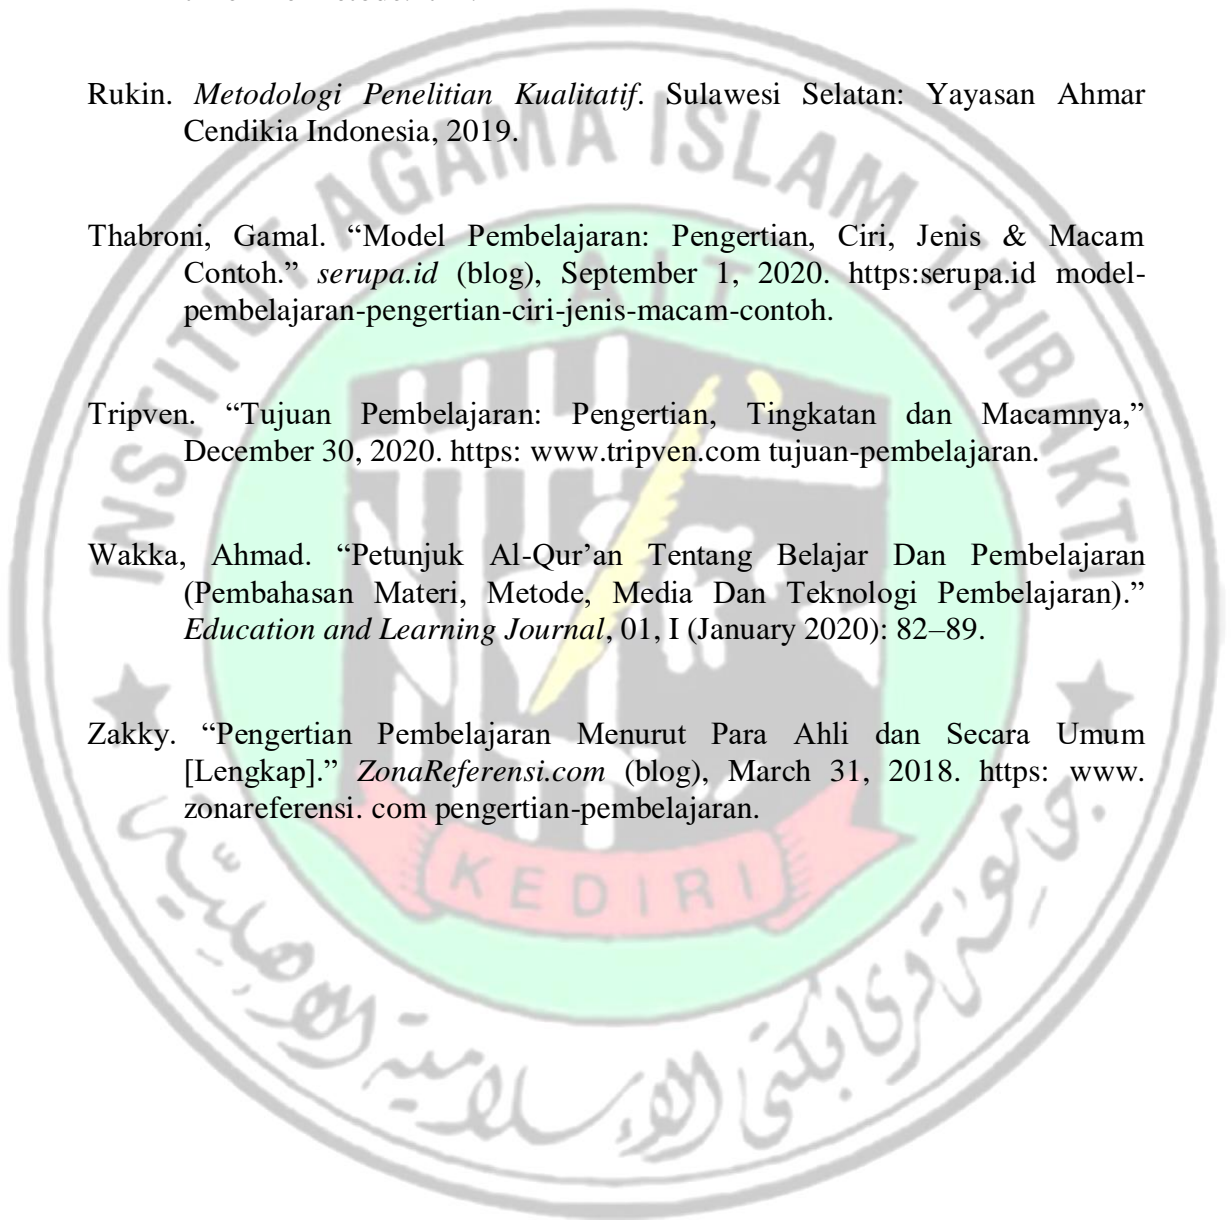 Rukin. Metodologi Penelitian Kualitatif. Sulawesi Selatan: Yayasan Ahmar
Cendikia Indonesia, 2019.
Thabroni, Gamal. “Model Pembelajaran: Pengertian, Ciri, Jenis & Macam
Contoh.” serupa.id (blog), September 1, 2020. https:serupa.id model-
pembelajaran-pengertian-ciri-jenis-macam-contoh.
Tripven. “Tujuan Pembelajaran: Pengertian, Tingkatan dan Macamnya,”
December 30, 2020. https: www.tripven.com tujuan-pembelajaran.
Wakka, Ahmad. “Petunjuk Al-Qur’an Tentang Belajar Dan Pembelajaran
(Pembahasan Materi, Metode, Media Dan Teknologi Pembelajaran).”
Education and Learning Journal, 01, I (January 2020): 82–89.
Zakky. “Pengertian Pembelajaran Menurut Para Ahli dan Secara Umum
[Lengkap].” ZonaReferensi.com (blog), March 31, 2018. https: www.
zonareferensi. com pengertian-pembelajaran.
INSTITUT AGAMA ISLAM TRIBAKTI
IAIT
KEDIRI